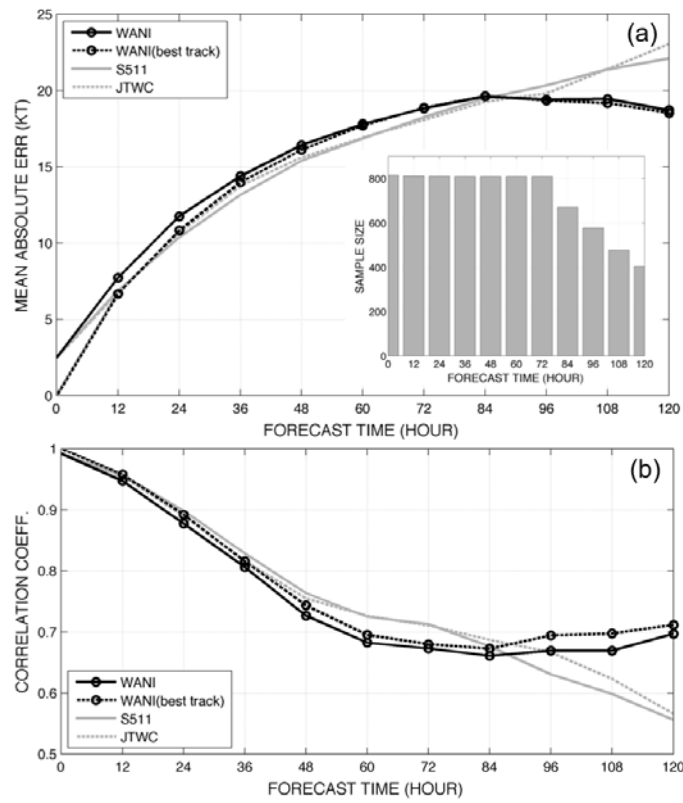 (a)
WANI
WANI(best track)
S511
JTWC
MEAN ABSOLUTE ERR (KT)
25
20
15
10
5
0
0 12 24 36 48 60 72 84 96 108 120
FORECAST TIME (HOUR)
SAMPLE SIZE
800
600
400
200
0
0 12 24 36 48 60 72 84 96 108 120
FORECAST TIME (HOUR)
(b)
CORRELATION COEFF.
1
0.9
0.8
0.7
0.6
0.5
WANI
WANI(best track)
S511
JTWC
0 12 24 36 48 60 72 84 96 108 120
FORECAST TIME (HOUR)